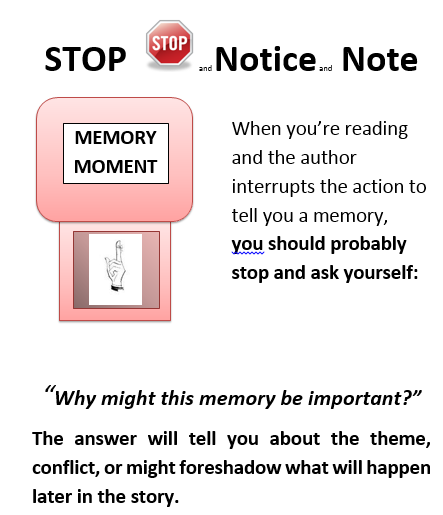 STOP STOP and Notice and Note
MEMORY
MOMENT
When you’re reading
and the author
interrupts the action to
tell you a memory,
you should probably
stop and ask yourself:
“Why might this memory be important?”
The answer will tell you about the theme,
conflict, or might foreshadow what will happen
later in the story.